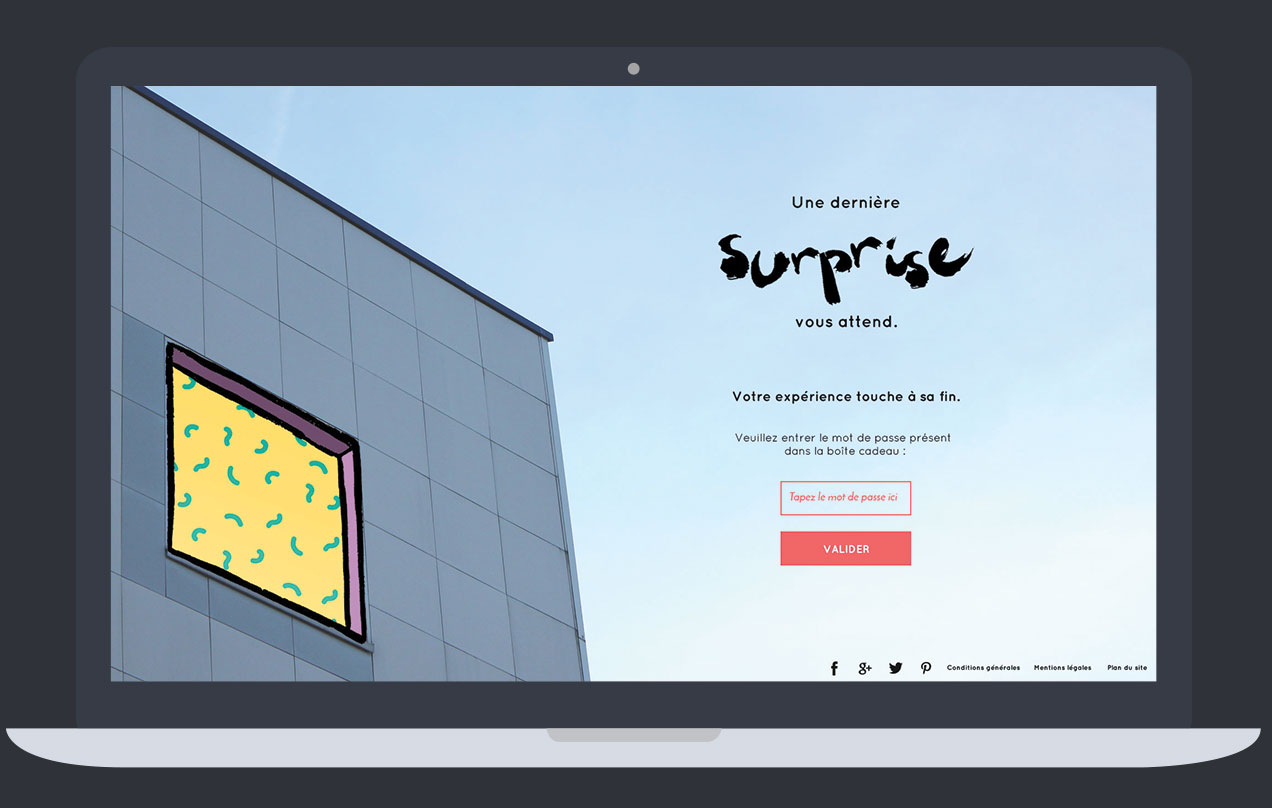 Une dernière
surprise
vous attend.
Votre expérience touche à sa fin.
Veuillez entrer le mot de passe présent
dans la boîte cadeau :
Tapez le mot de passe ici
VALIDER
f g+ Conditions générales Mentions légales Plan du site